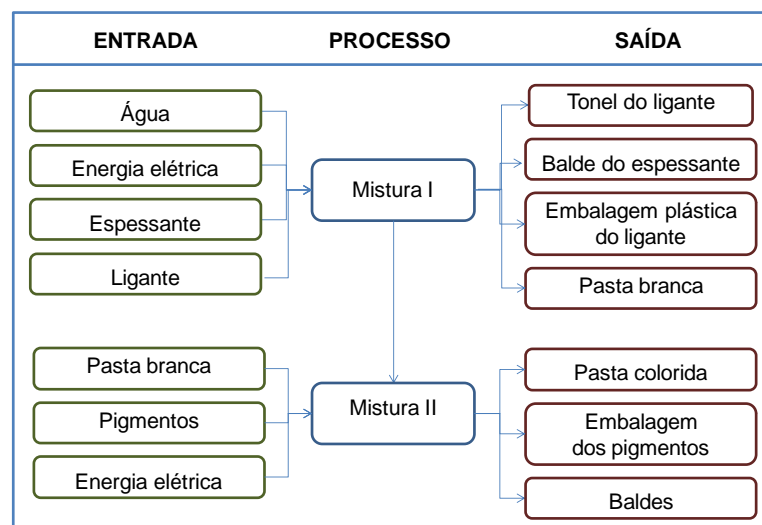 ENTRADA
PROCESSO
SAÍDA
Água
Energia elétrica
Espessante
Ligante
Mistura I
Tonel do ligante
Balde do espessante
Embalagem plástica
do ligante
Pasta branca
Pasta branca
Pigmentos
Energia elétrica
Mistura II
Pasta colorida
Embalagem
dos pigmentos
Baldes